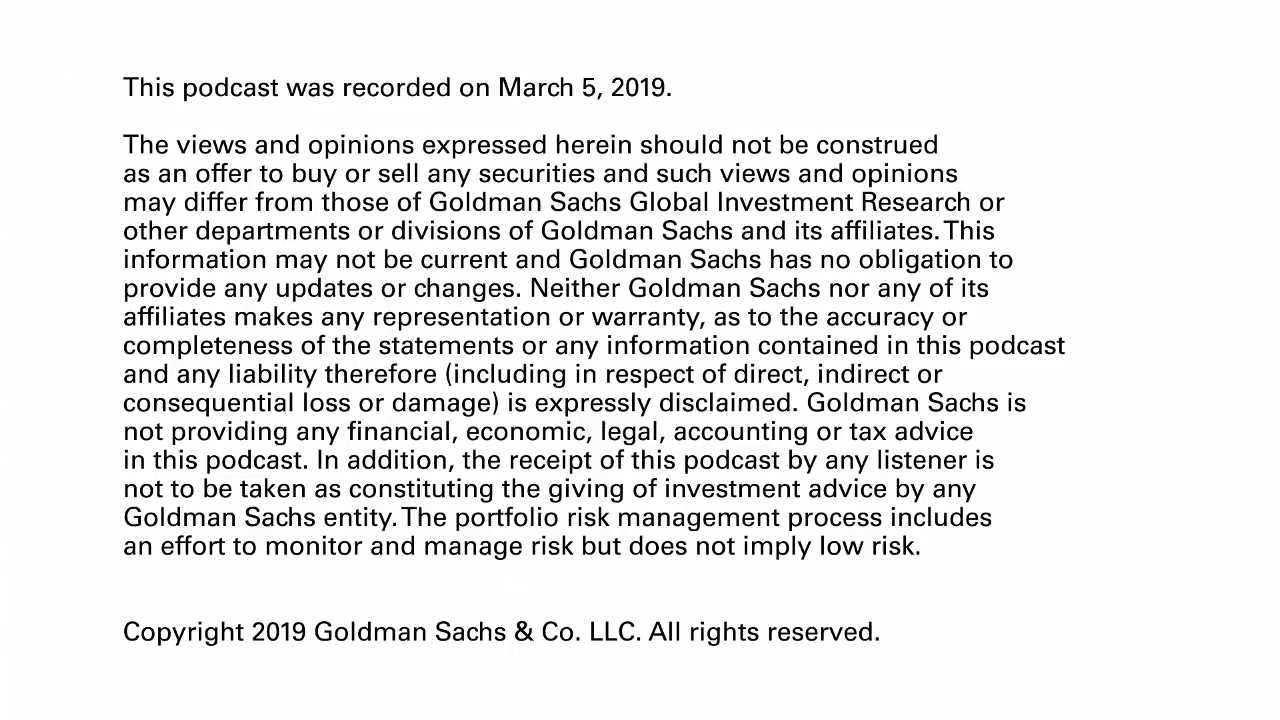 This podcast was recorded on March 5, 2019.
The views and opinions expressed herein should not be construed
as an offer to buy or sell any securities and such views and opinions
may differ from those of Goldman Sachs Global Investment Research or
other departments or divisions of Goldman Sachs and its affiliates. This
information may not be current and Goldman Sachs has no obligation to
provide any updates or changes. Neither Goldman Sachs nor any of its
affiliates makes any representation or warranty, as to the accuracy or
completeness of the statements or any information contained in this podcast
and any liability therefore (including in respect of direct, indirect or
consequential loss or damage) is expressly disclaimed. Goldman Sachs is
not providing any financial, economic, legal, accounting or tax advice
in this podcast. In addition, the receipt of this podcast by any listener is
not to be taken as constituting the giving of investment advice by any
Goldman Sachs entity. The portfolio risk management process includes
an effort to monitor and manage risk but does not imply low risk.
Copyright 2019 Goldman Sachs & Co. LLC. All rights reserved.